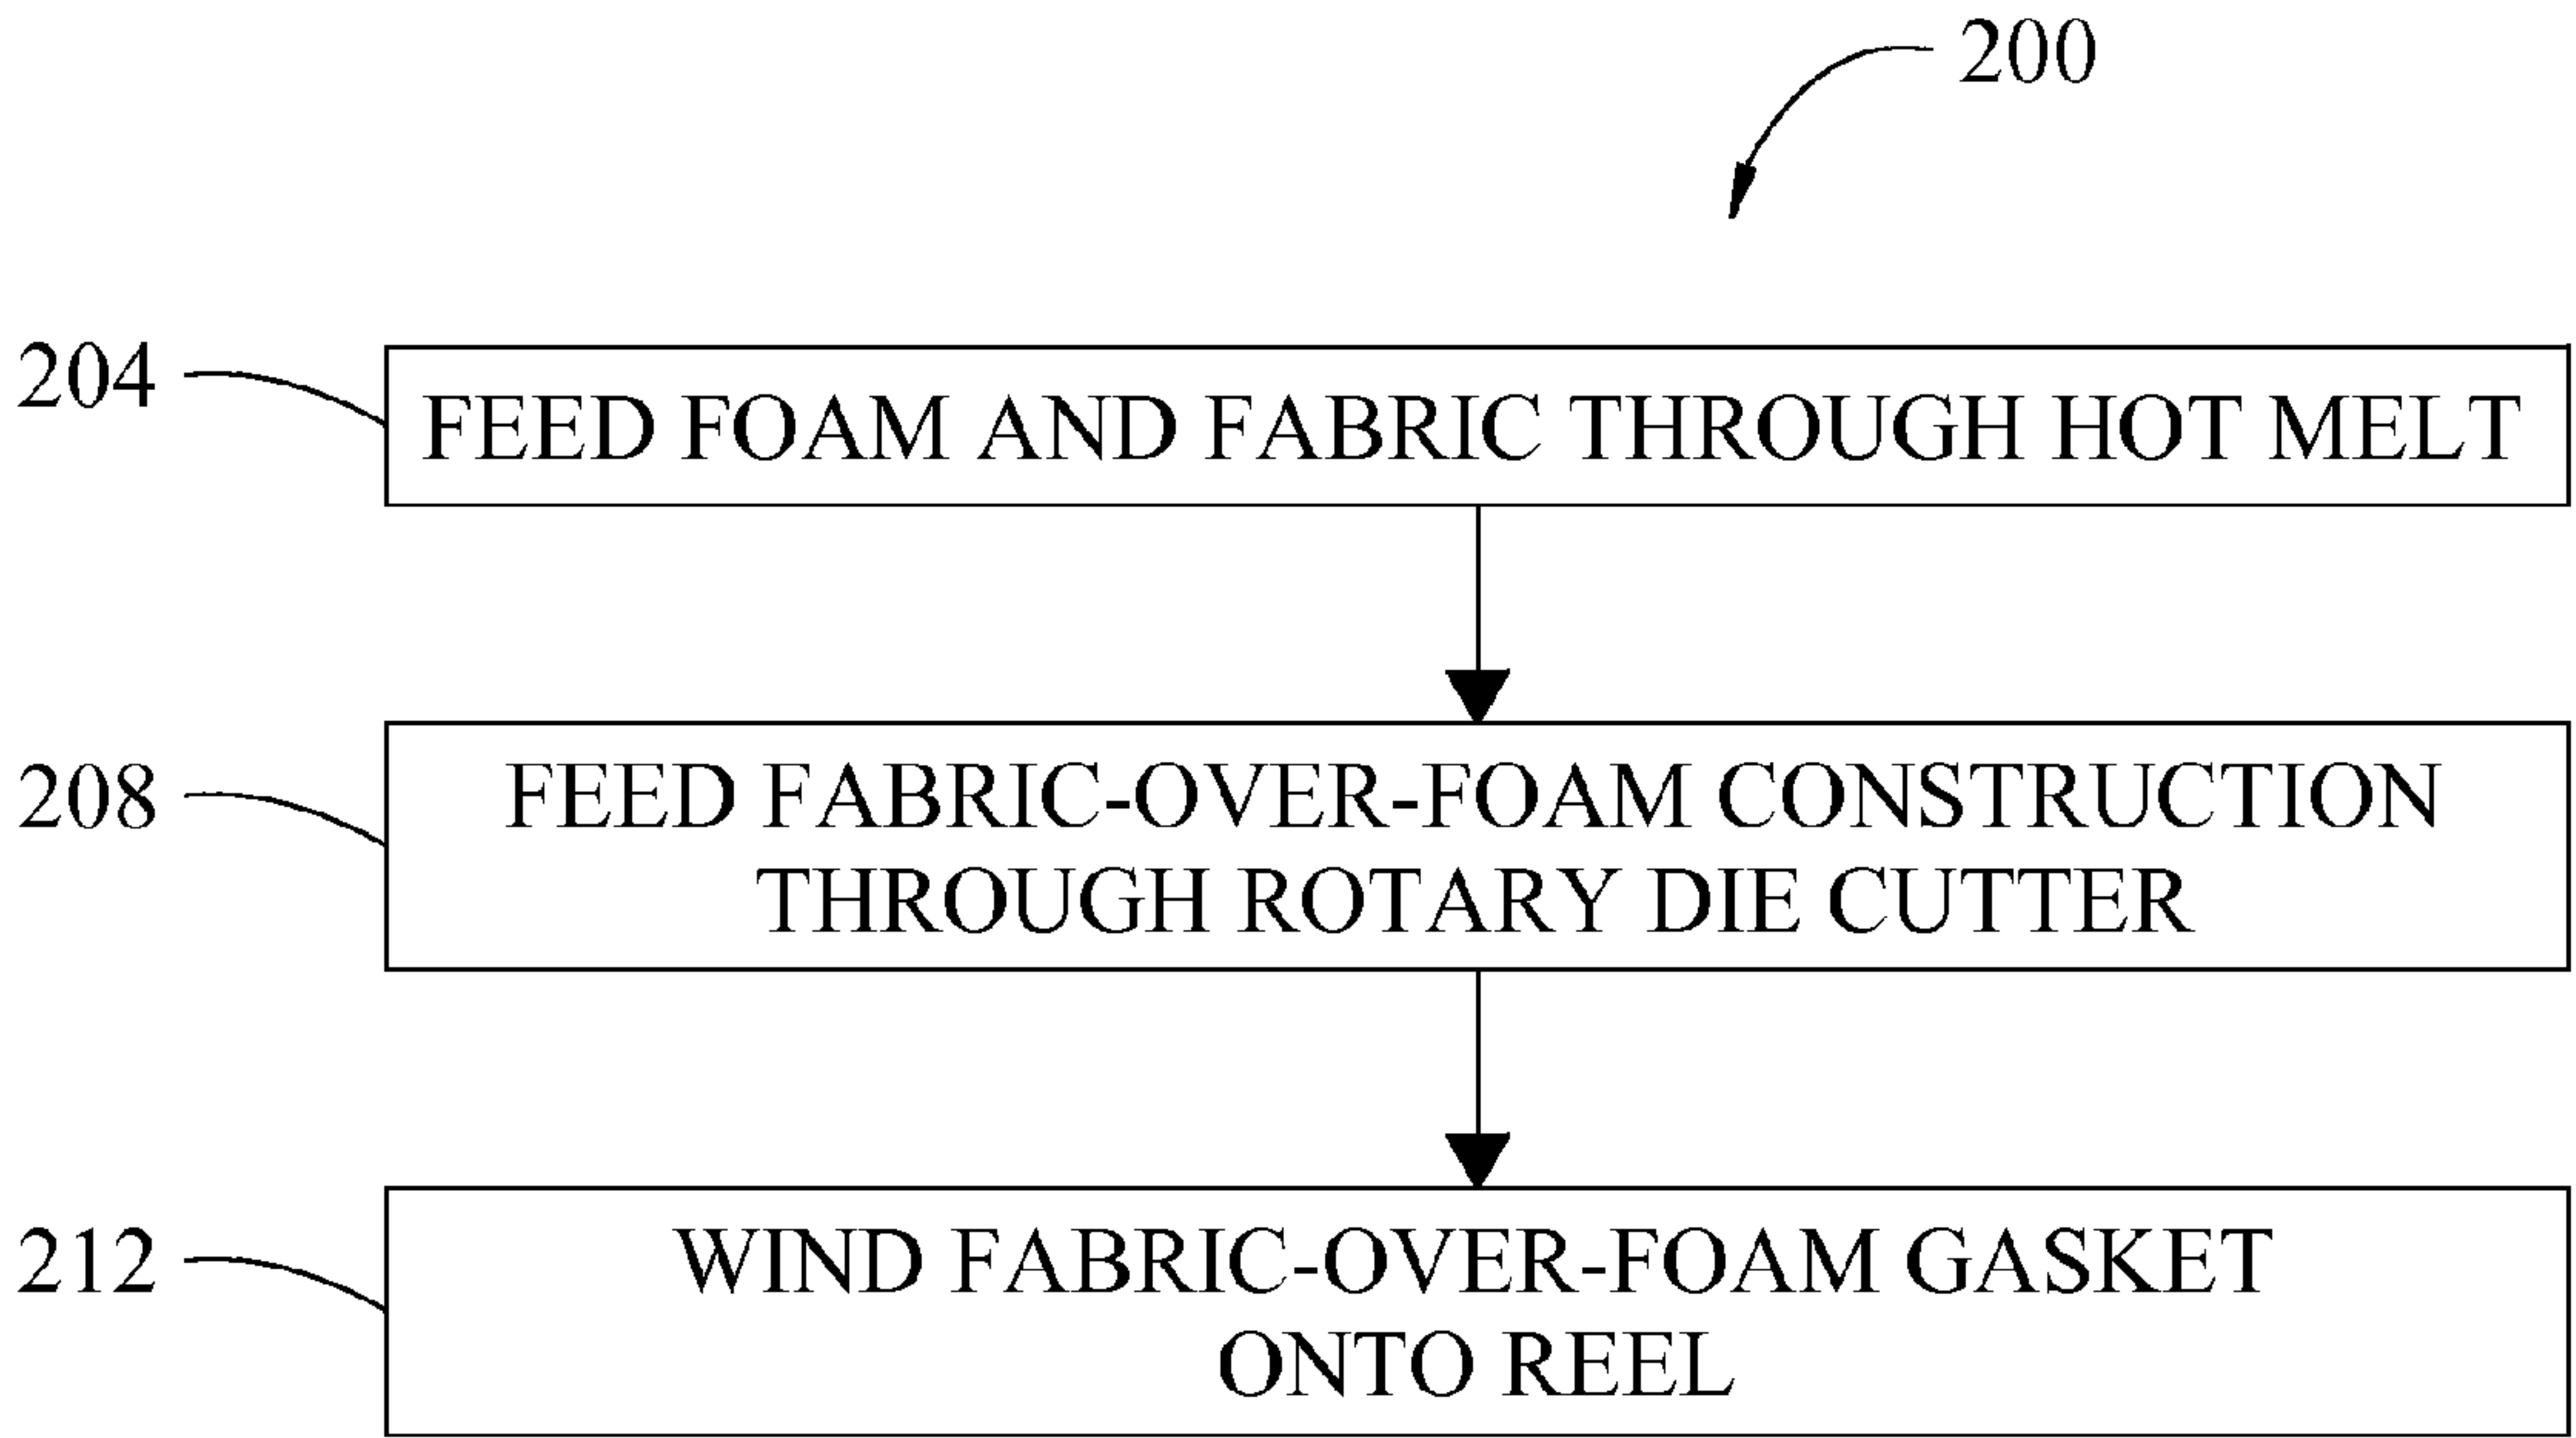 200
204
FEED FOAM AND FABRIC THROUGH HOT MELT
208
FEED FABRIC-OVER-FOAM CONSTRUCTION
THROUGH ROTARY DIE CUTTER
212
WIND FABRIC-OVER-FOAM GASKET
ONTO REEL